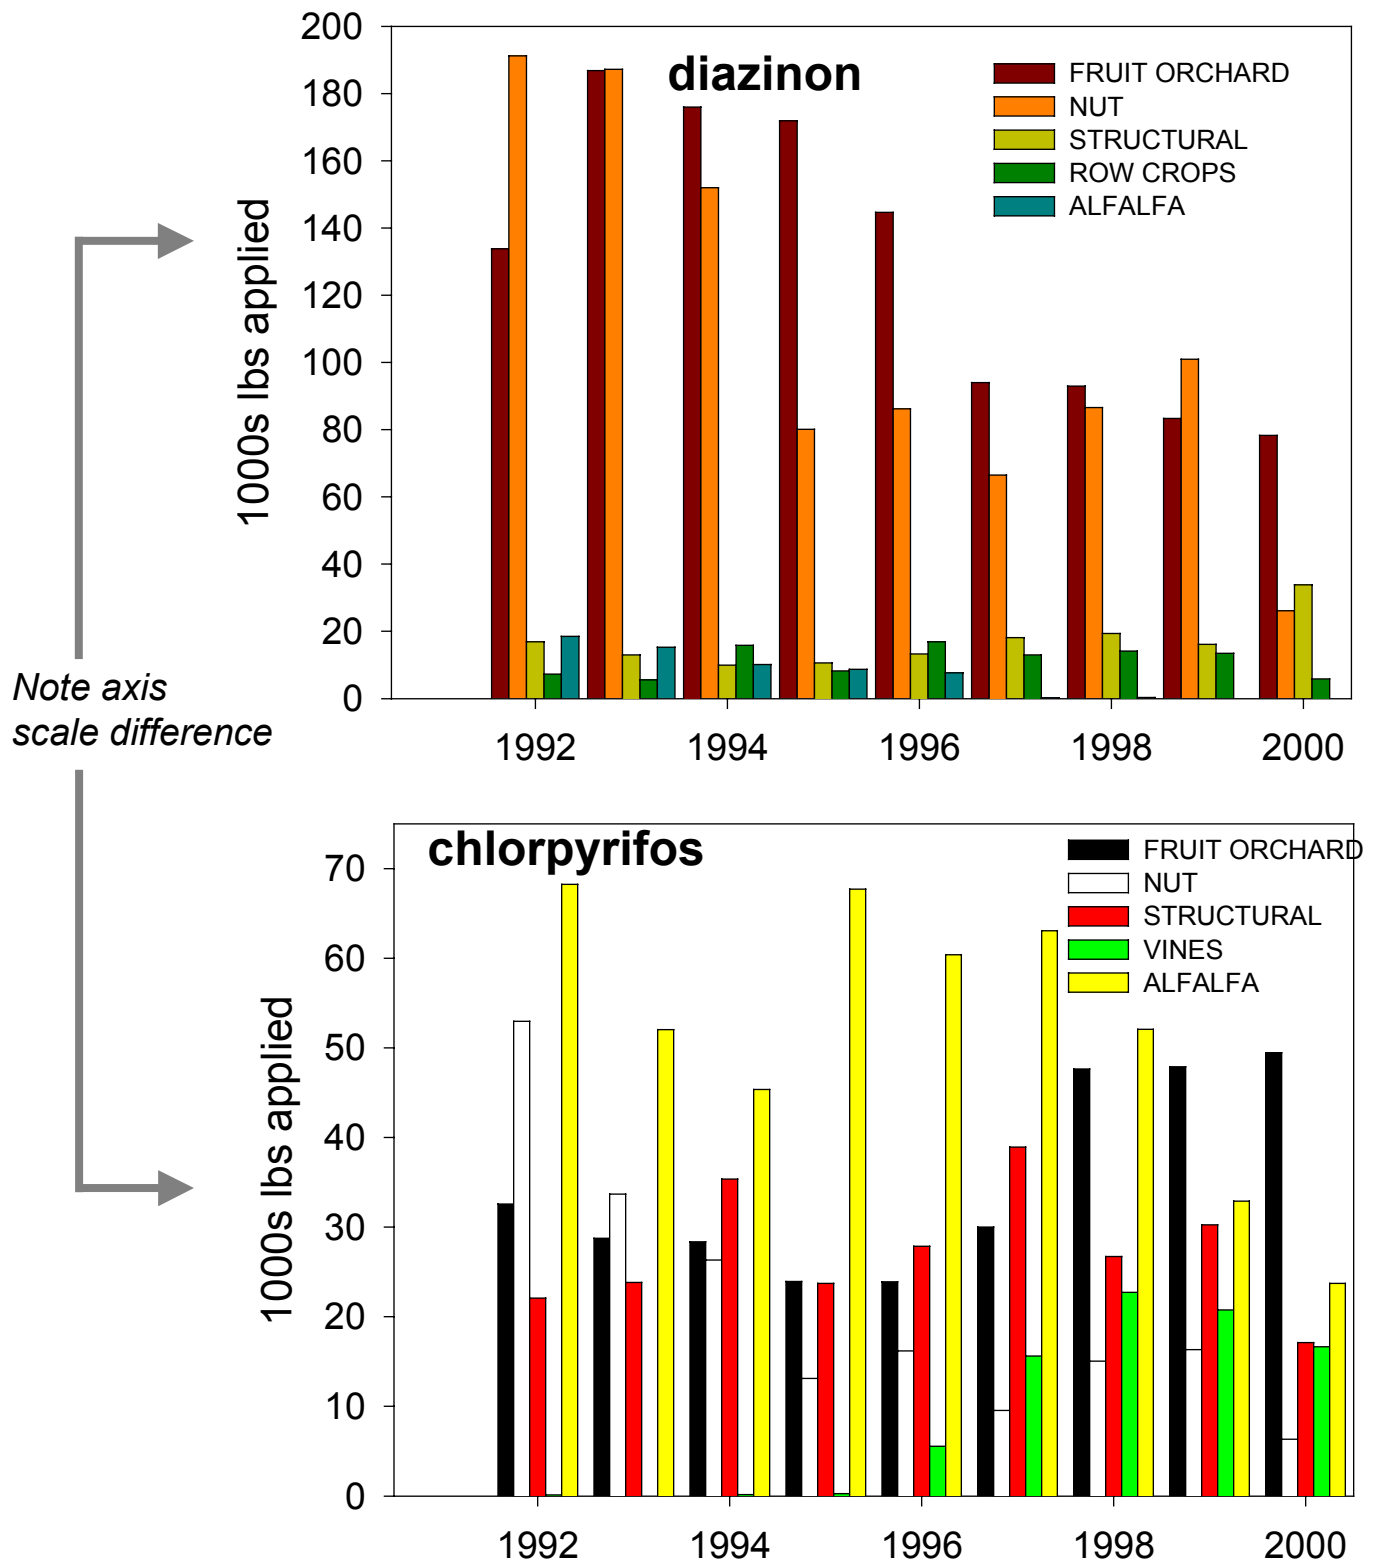 200
180
160
140
120
100
80
60
40
20
0
1000s lbs applied
diazinon
FRUIT ORCHARD
NUT
STRUCTURAL
ROW CROPS
ALFALFA
1992 1994 1996 1998 2000
Note axis
scale difference
70
60
50
40
30
20
10
0
1000s lbs applied
chlorpyrifos
FRUIT ORCHARD
NUT
STRUCTURAL
VINES
ALFALFA
1992 1994 1996 1998 2000